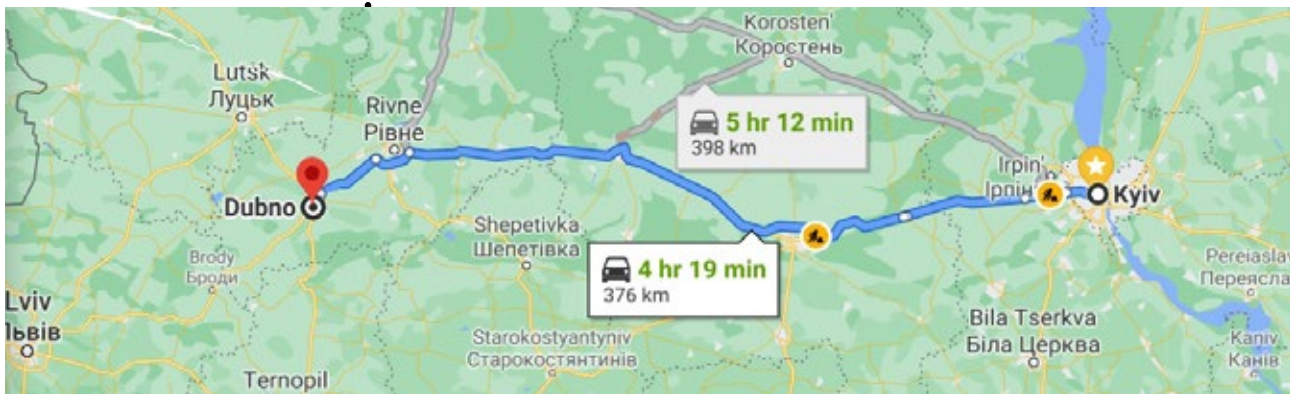 Korosten'
Коростень
Lutsk
Луцьк
Rivne
Рівне
5 hr 12 min
398 km
Irpin'
Ірпінь
Kyiv
Dubno
Shepetivka
Шепетівка
Brody
Броди
4 hr 19 min
376 km
Pereiaslav
Переясла
Lviv
Львів
Bila Tserkva
Біла Церква
Starokostyantyniv
Старокостянтинів
Kaniv
Канів
Ternopil